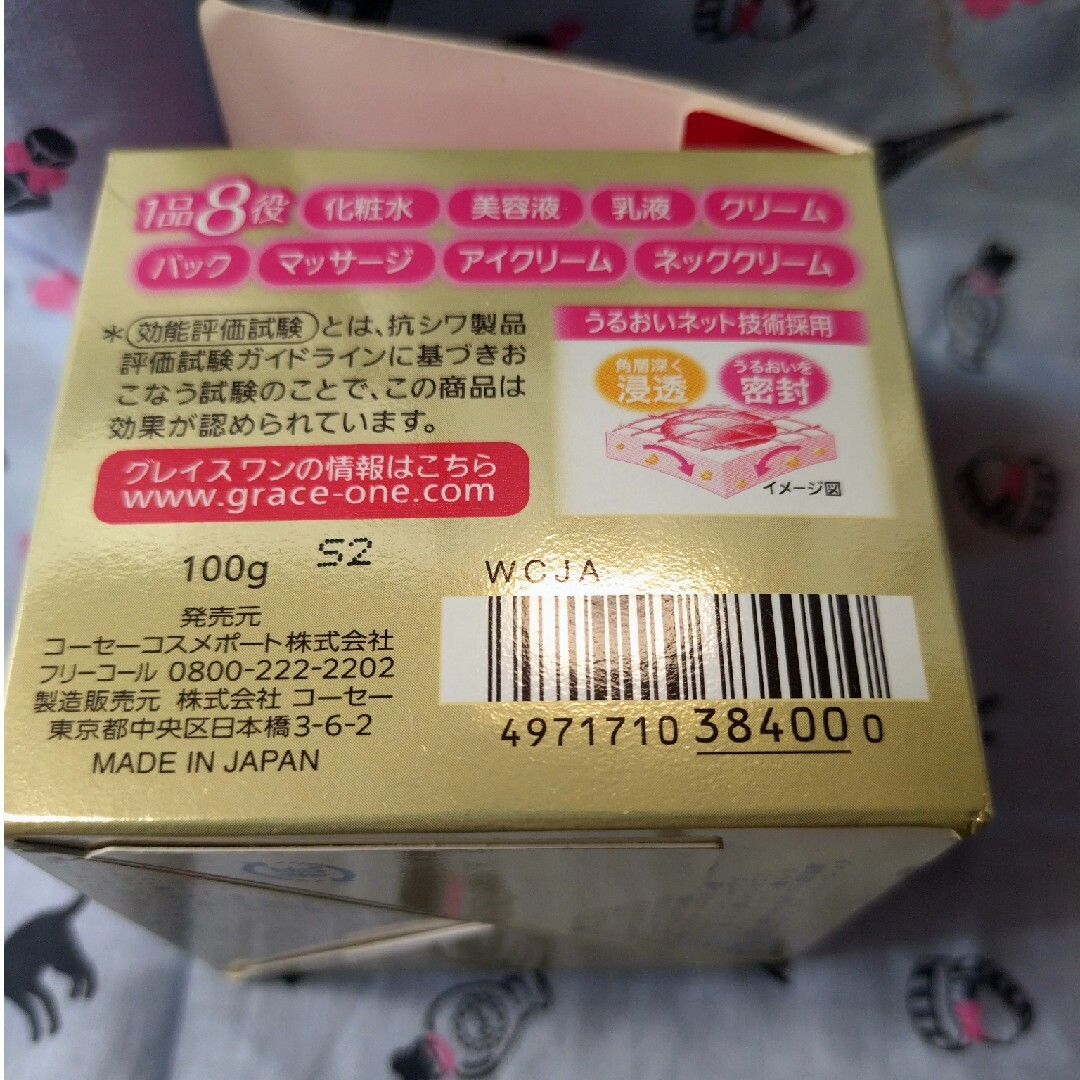 1品8役 化粧水 美容液 乳液 クリーム
パック マッサージ アイクリーム ネッククリーム
*効能評価試験とは、抗シワ製品
評価試験ガイドラインに基づきお
こなう試験のことで、この商品は
効果が認められています。
グレイスワンの情報はこちら
www.grace-one.com
うるおいネット技術採用
角層深く
浸透
うるおいを
密封
イメージ図
100g
S2
発売元
コーセーコスメポート株式会社
フリーコール 0800-222-2202
製造販売元 株式会社 コーセー
東京都中央区日本橋3-6-2
MADE IN JAPAN
WCJA
4971710 38400 0